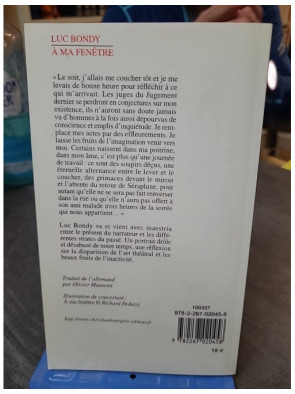 LUC BONDY
À MA FENÊTRE
« Le soir, j'allais me coucher tôt et je me
levais de bonne heure pour réfléchir à ce
qui m'arrivait. Les juges du Jugement
dernier se perdront en conjectures sur mon
existence, ils n'auront sans doute jamais
vu d'hommes à la fois aussi dépourvus de
conscience et emplis d'inquiétude. Je rem-
place mes actes par des effleurements. Je
laisse les fruits de l'imagination venir vers
moi. Certains naissent dans ma poitrine,
dans mon âme, c'est plus qu'une journée
de travail : ce sont des soupirs déçus, une
éternelle alternance entre le lever et le
coucher, des grimaces devant le miroir
et l'attente du retour de Séraphine, pour
autant qu'elle ne se sera pas fait renverser
dans la rue ou qu'elle n'aura pas offert à
son ami malade trois heures de la soirée
qui nous appartient... »
Luc Bondy va et vient avec maestria
entre le présent du narrateur et les diffé-
rentes strates du passé. Un portrait drôle
et désabusé de notre temps, une réflexion
sur la disparition de l'art théâtral et les
beaux fruits de l'inactivité.
Traduit de l'allemand
par Olivier Mannoni
Illustration de couverture :
À ma fenêtre © Richard Peduzzi
100337
978-2-267-02045-8
9 782267 020458
18 €